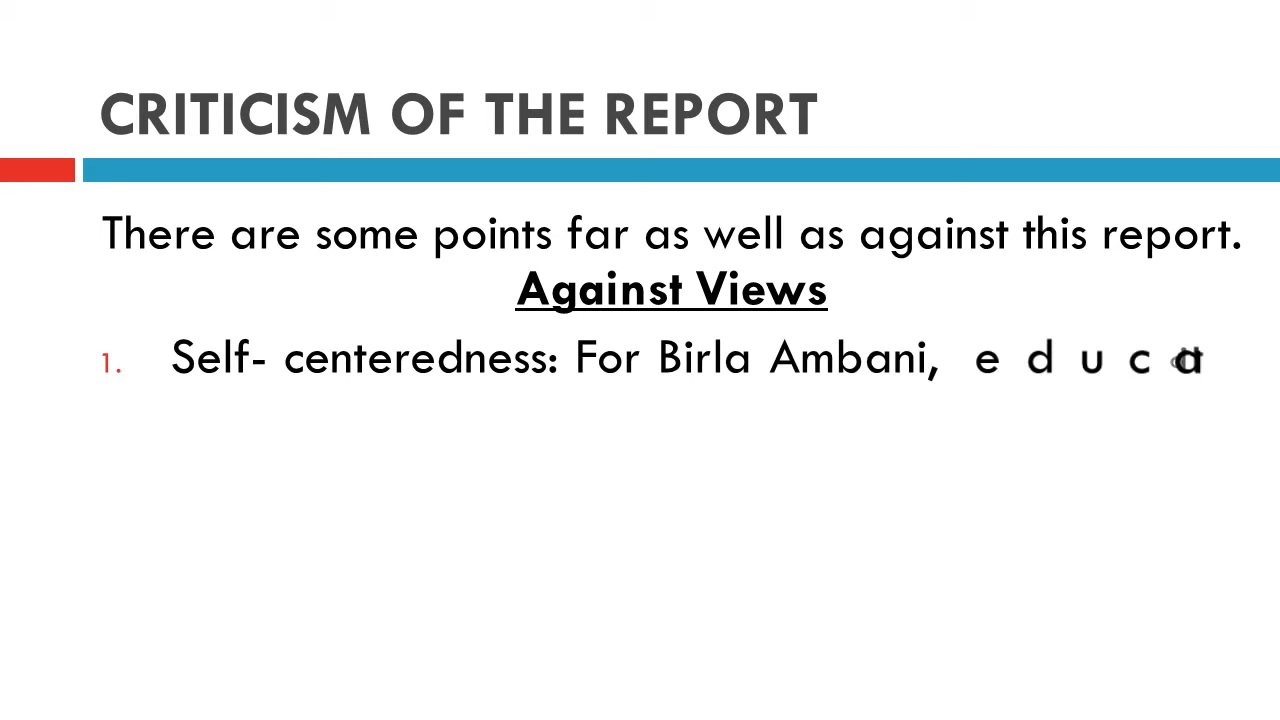 CRITICISM OF THE REPORT
There are some points far as well as against this report.
Against Views
1. Self- centeredness: For Birla Ambani, e d u c a